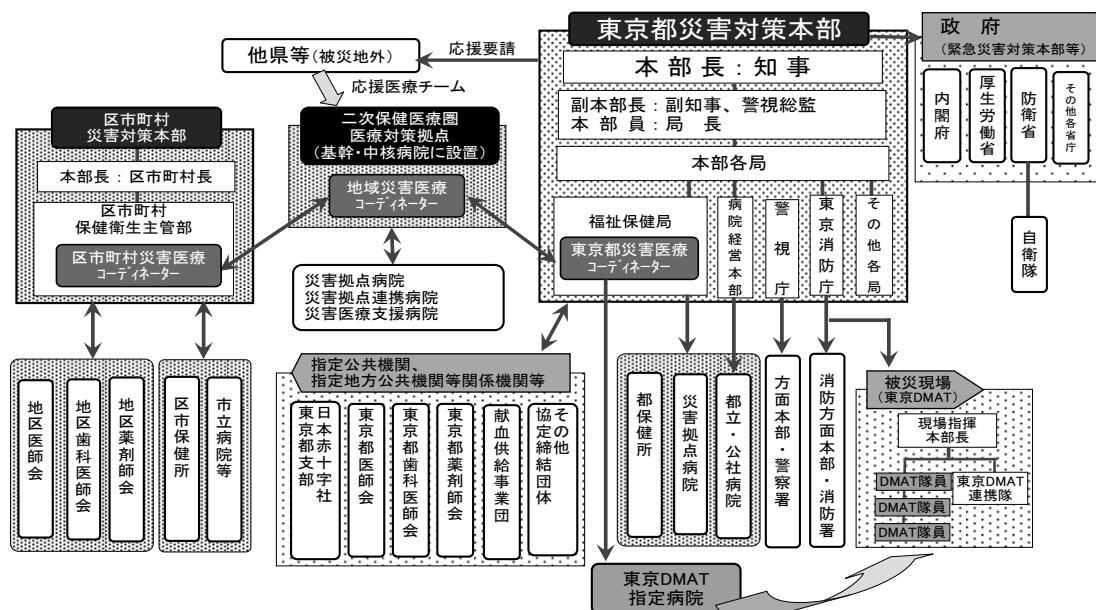 東京都災害対策本部
本部長：知事
副本部長：副知事、警視総監
本部員：局長
本部各局
福祉保健局
東京都災害医療
コーディネーター
病院経営本部
警視庁
東京消防庁
その他各局
政府
(緊急災害対策本部等)
内閣府
厚生労働省
防衛省
その他各省庁
自衛隊
応援要請
他県等(被災地外)
応援医療チーム
二次保健医療圏
医療対策拠点
(基幹・中核病院に設置)
地域災害医療
コーディネーター
災害拠点病院
災害拠点連携病院
災害医療支援病院
区市町村
災害対策本部
本部長：区市町村長
区市町村
保健衛生主管部
区市町村災害医療
コーディネーター
地区医師会
地区歯科医師会
地区薬剤師会
区市保健所
市立病院等
指定公共機関、
指定地方公共機関等関係機関等
日本赤十字社
東京都支部
東京都医師会
東京都歯科医師会
東京都薬剤師会
献血供給事業団
その他
協定締結団体
都保健所
災害拠点病院
都立・公社病院
方面本部・警察署
消防方面本部・消防署
被災現場
(東京DMAT)
現場指揮
本部長
DMAT隊員
DMAT隊員
DMAT隊員
東京DMAT
連携隊
東京DMAT
指定病院